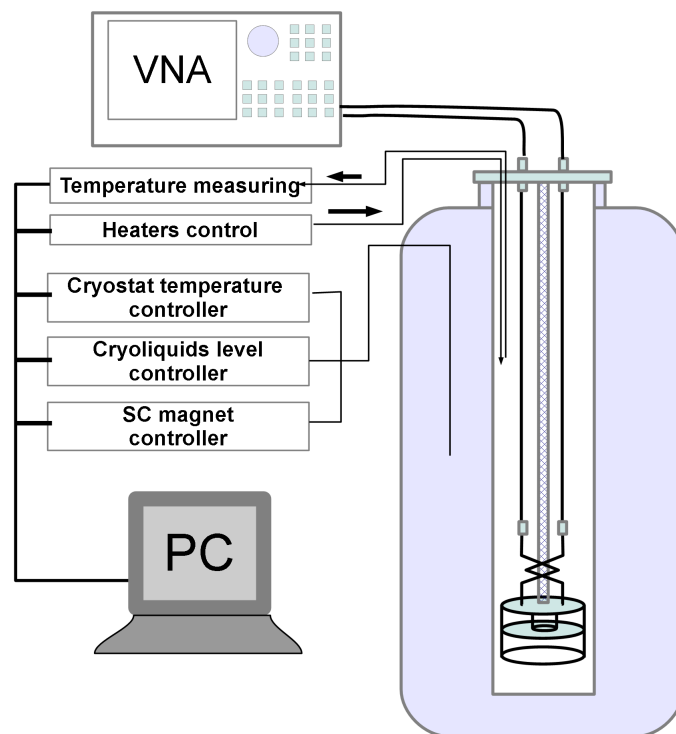 VNA
Temperature measuring
Heaters control
Cryostat temperature
controller
Cryoliquids level
controller
SC magnet
controller
PC